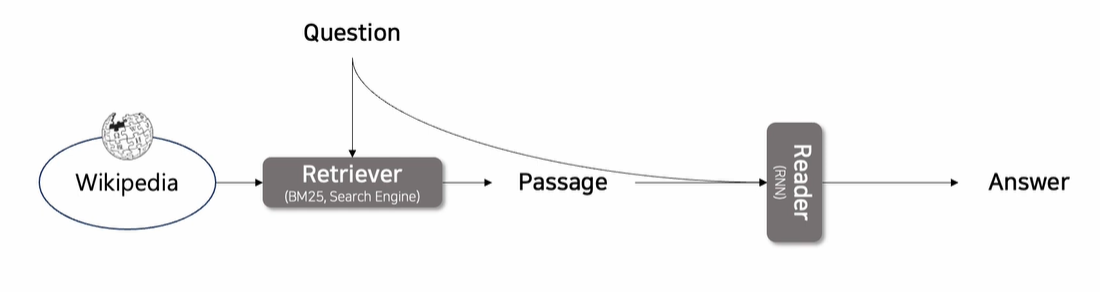 Question
Wikipedia
Retriever
(BM25, Search Engine)
Passage
Reader
(RNN)
Answer